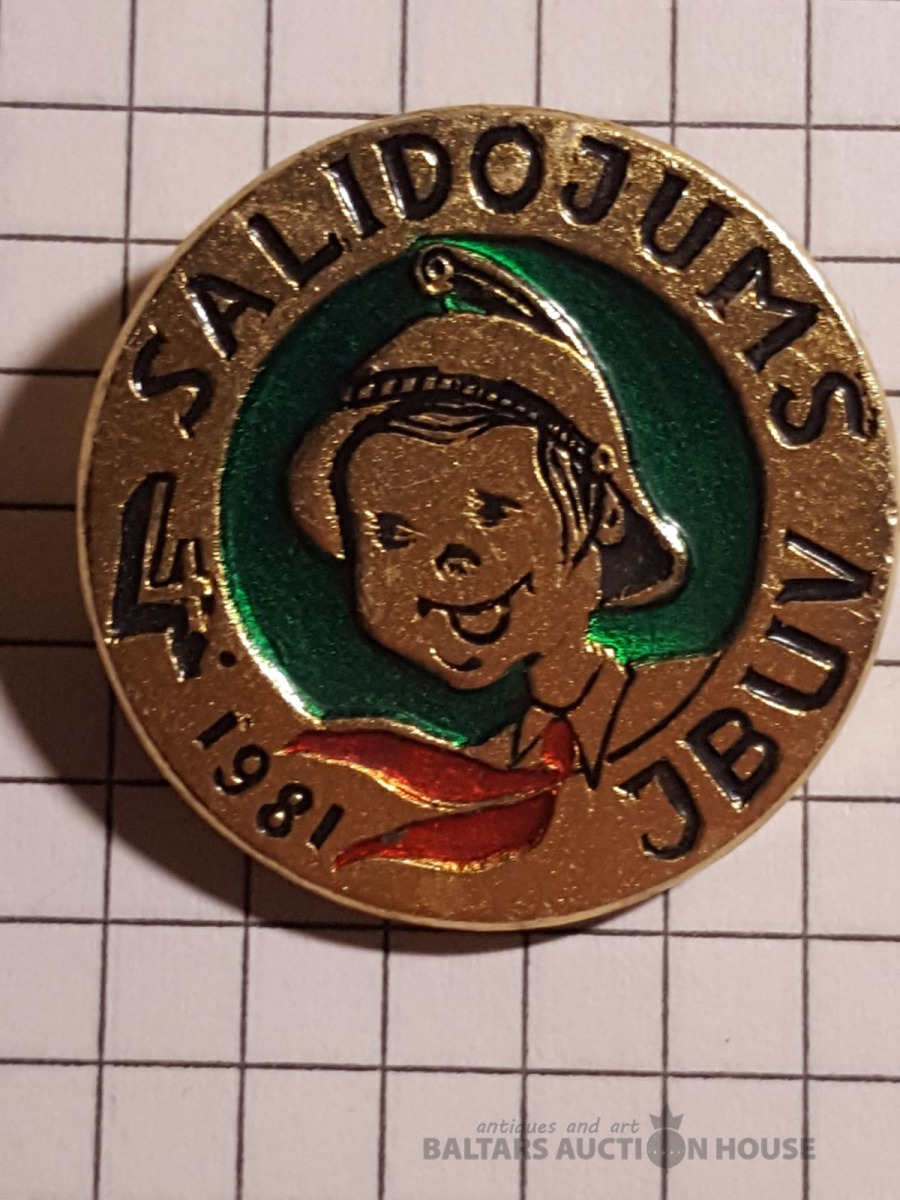 4. SALIDOJUMS
JBUV
1981
antiques and art
BALTARS AUCTION HOUSE